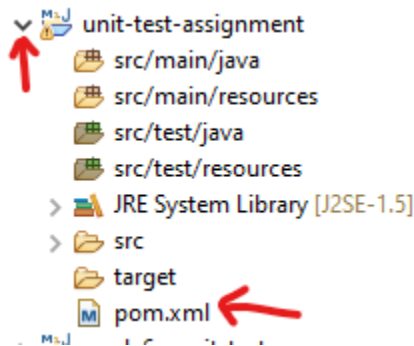 unit-test-assignment
src/main/java
src/main/resources
src/test/java
src/test/resources
JRE System Library [J2SE-1.5]
src
target
pom.xml